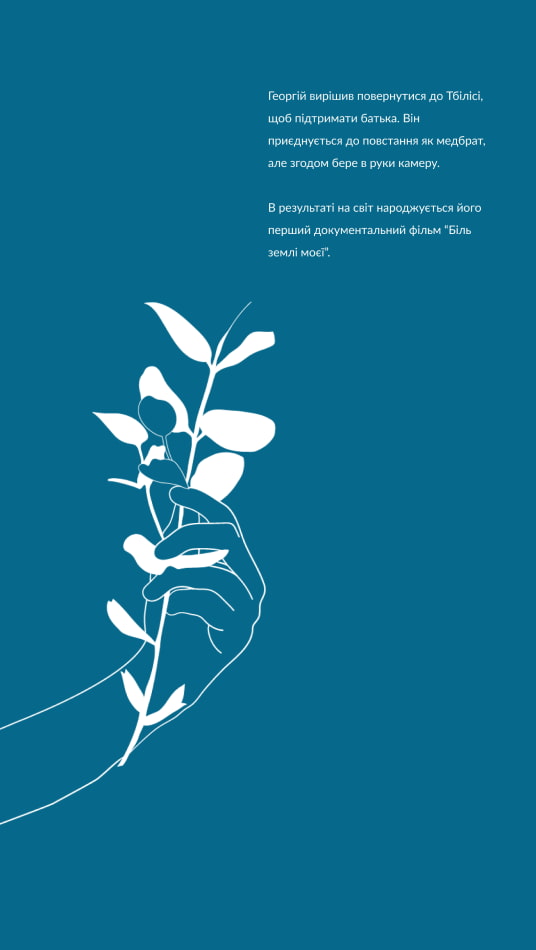 Георгій вирішив повернутися до Тбілісі,
щоб підтримати батька. Він
приєднується до повстання як медбрат,
але згодом бере в руки камеру.
В результаті на світ народжується його
перший документальний фільм "Біль
землі моєї".